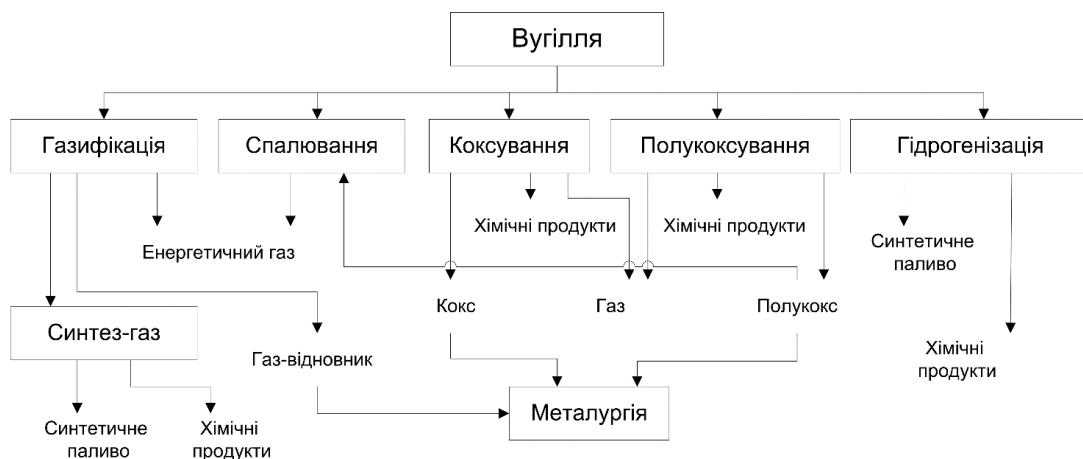 Вугілля
Газифікація
Спалювання
Коксування
Полукоксування
Гідрогенізація
Енергетичний газ
Хімічні продукти
Хімічні продукти
Синтетичне
паливо
Синтез-газ
Газ-відновник
Кокс
Газ
Полукокс
Хімічні
продукти
Металургія
Синтетичне
паливо
Хімічні
продукти